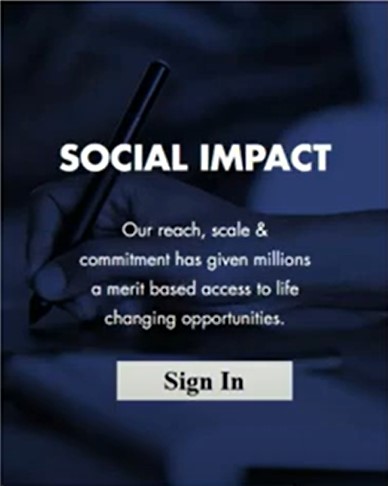 SOCIAL IMPACT
Our reach, scale &
commitment has given millions
a merit based access to life
changing opportunities.
Sign In